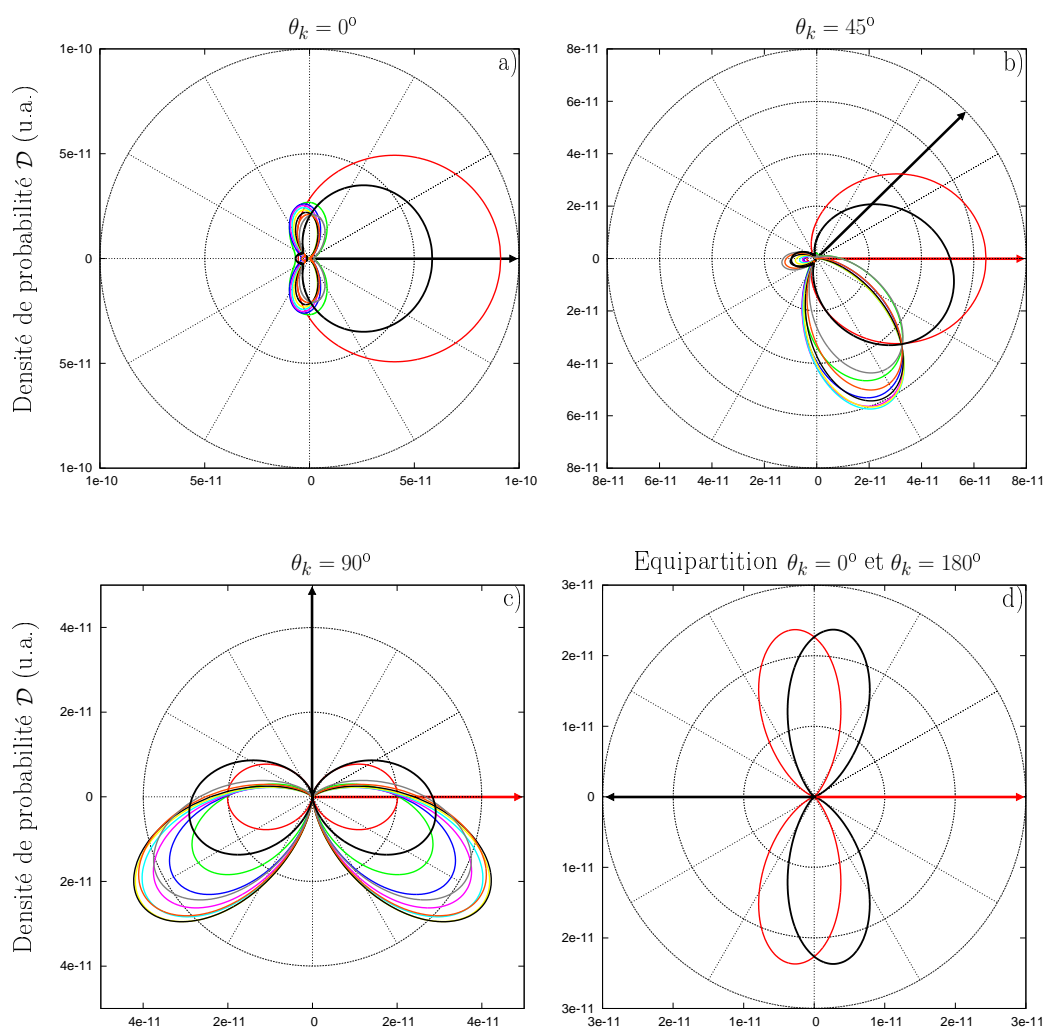 θ_k = 0°
a)
Densité de probabilité 𝒟 (u.a.)
1e-10
5e-11
0
5e-11
1e-10
1e-10
5e-11
0
5e-11
1e-10
θ_k = 45°
b)
8e-11
6e-11
4e-11
2e-11
0
2e-11
4e-11
6e-11
8e-11
8e-11
6e-11
4e-11
2e-11
0
2e-11
4e-11
6e-11
8e-11
θ_k = 90°
c)
Densité de probabilité 𝒟 (u.a.)
4e-11
2e-11
0
2e-11
4e-11
4e-11
2e-11
0
2e-11
4e-11
Equipartition θ_k = 0° et θ_k = 180°
d)
3e-11
2e-11
1e-11
0
1e-11
2e-11
3e-11
3e-11
2e-11
1e-11
0
1e-11
2e-11
3e-11